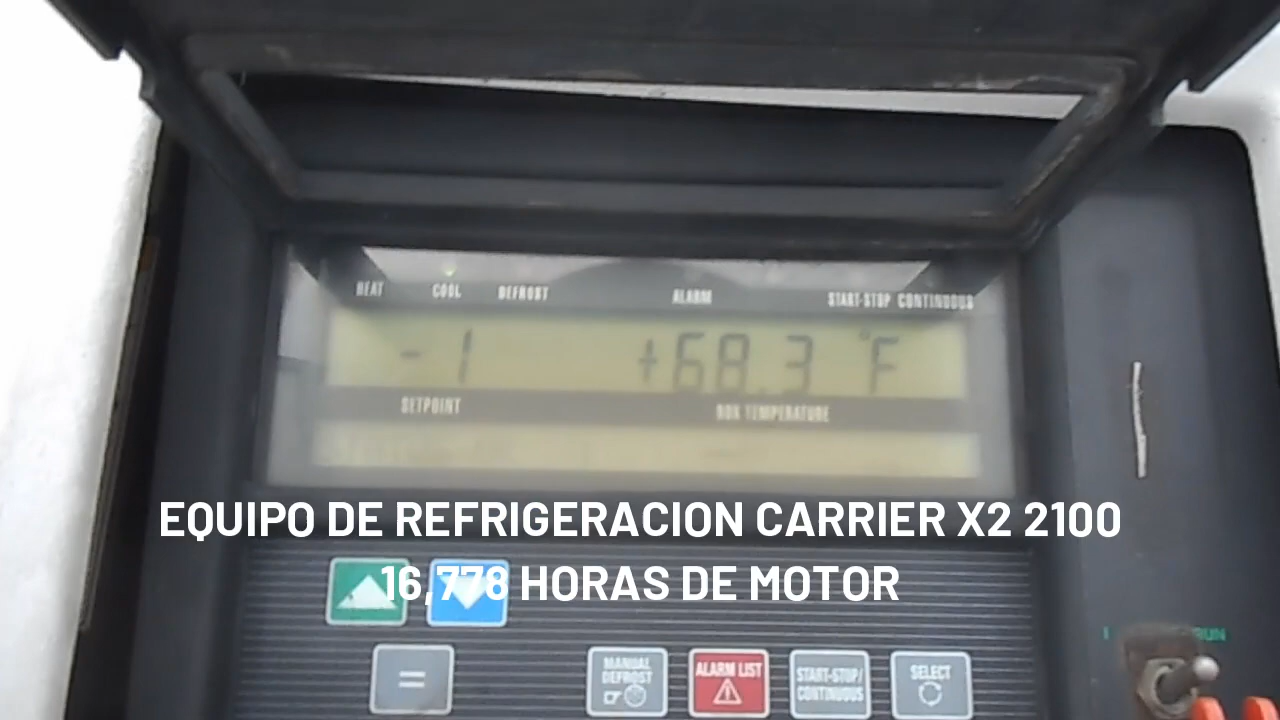 HEAT COOL DEFROST ALARM START-STOP CONTINUOUS
-1 +68.3 °F
SETPOINT BOX TEMPERATURE
EQUIPO DE REFRIGERACION CARRIER X2 2100
16,778 HORAS DE MOTOR
=
MANUAL DEFROST
ALARM LIST
START-STOP/ CONTINUOUS
SELECT